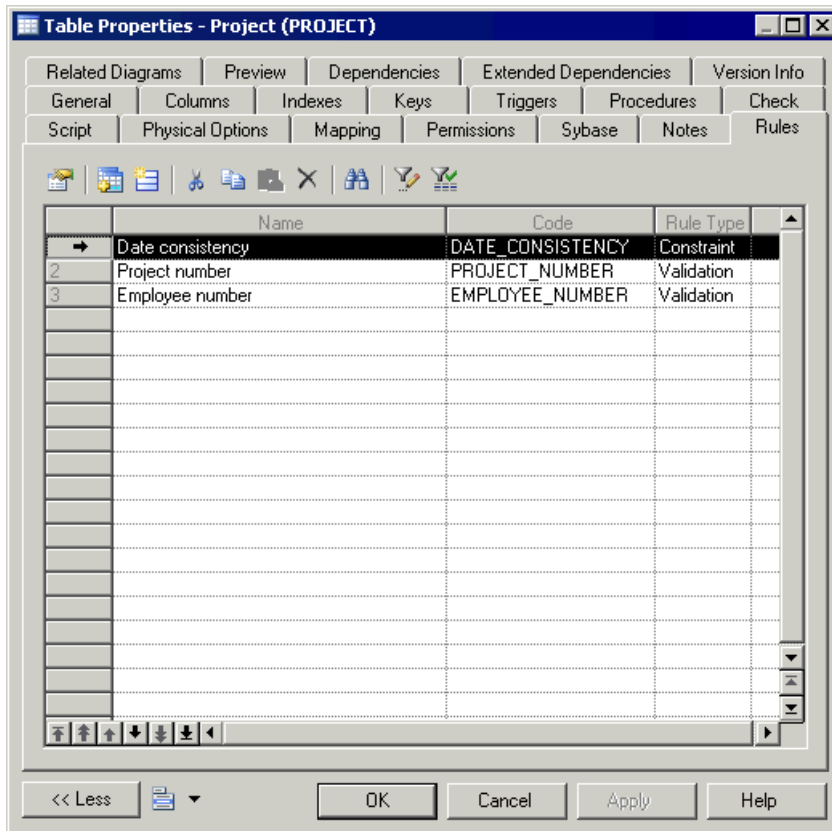 Table Properties - Project (PROJECT)
Related Diagrams Preview Dependencies Extended Dependencies Version Info
General Columns Indexes Keys Triggers Procedures Check
Script Physical Options Mapping Permissions Sybase Notes Rules
Name Code Rule Type
Date consistency DATE_CONSISTENCY Constraint
2 Project number PROJECT_NUMBER Validation
3 Employee number EMPLOYEE_NUMBER Validation
<< Less OK Cancel Apply Help